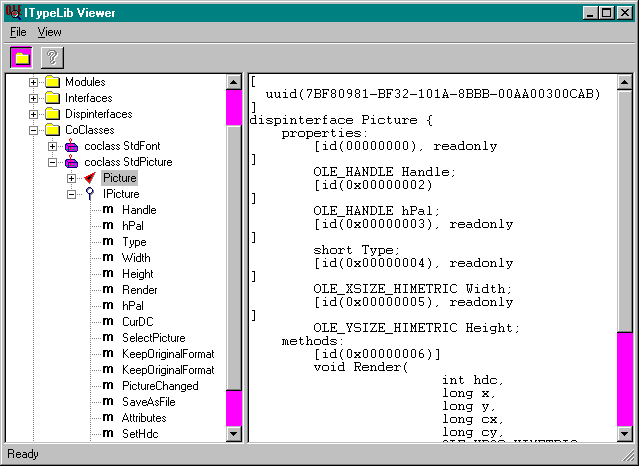 ITypeLib Viewer
File View
Modules
Interfaces
Dispinterfaces
CoClasses
coclass StdFont
coclass StdPicture
Picture
IPicture
m Handle
m hPal
m Type
m Width
m Height
m Render
m hPal
m CurDC
m SelectPicture
m KeepOriginalFormat
m KeepOriginalFormat
m PictureChanged
m SaveAsFile
m Attributes
m SetHdc
[
uuid(7BF80981-BF32-101A-8BBB-00AA00300CAB)
]
dispinterface Picture {
properties:
[id(00000000), readonly
]
OLE_HANDLE Handle;
[id(0x00000002)
]
OLE_HANDLE hPal;
[id(0x00000003), readonly
]
short Type;
[id(0x00000004), readonly
]
OLE_XSIZE_HIMETRIC Width;
[id(0x00000005), readonly
]
OLE_YSIZE_HIMETRIC Height;
methods:
[id(0x00000006)]
void Render(
int hdc,
long x,
long y,
long cx,
long cy,
Ready